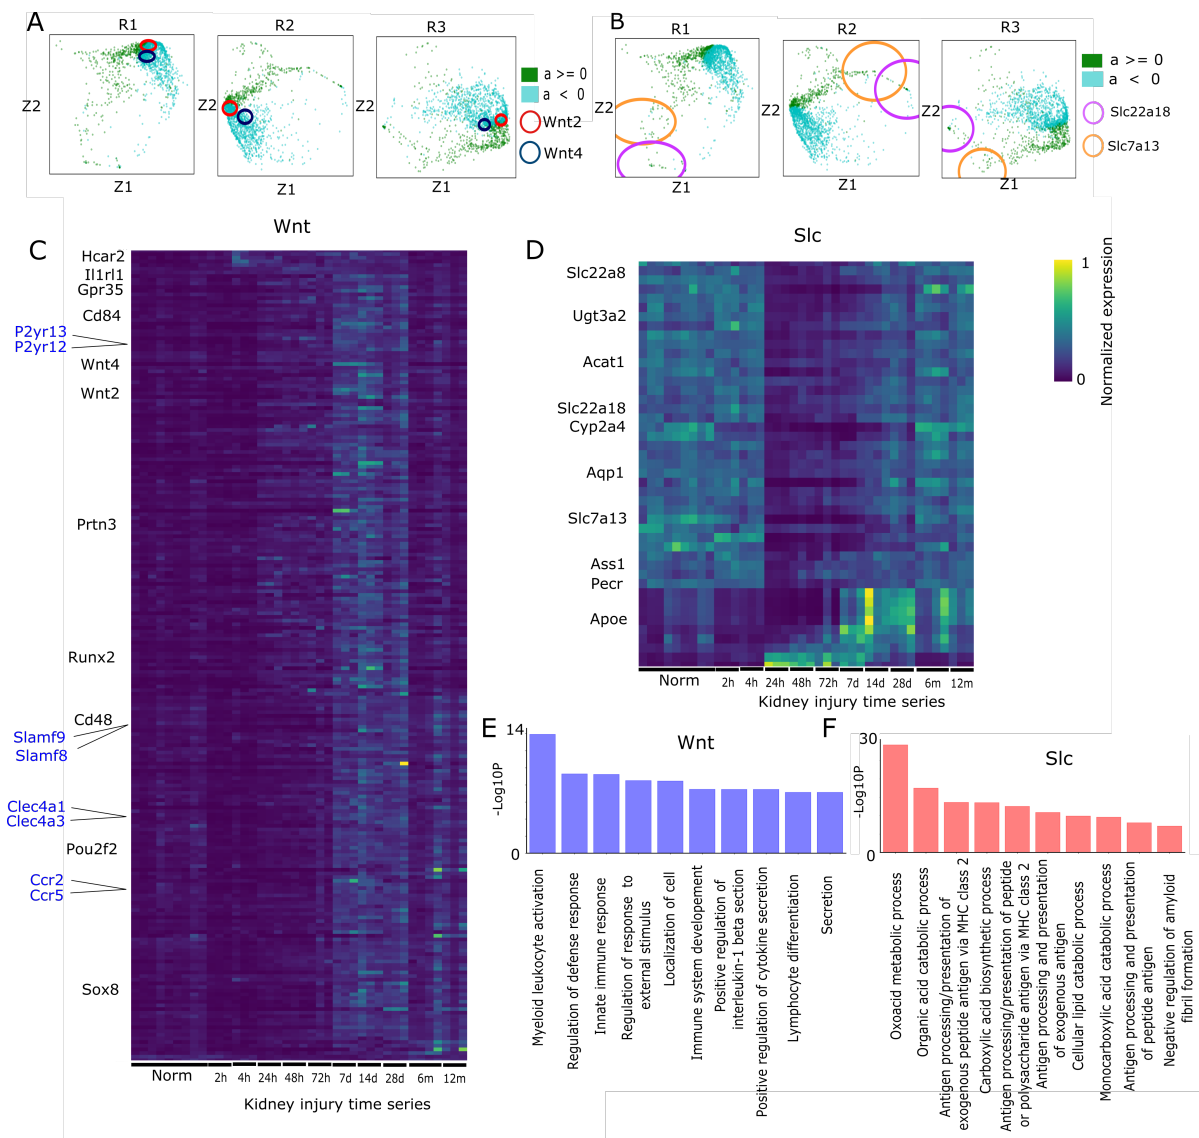 A
R1
R2
R3
Z2
Z2
Z2
Z1
Z1
Z1
a >= 0
a < 0
Wnt2
Wnt4
B
R1
R2
R3
Z2
Z2
Z2
Z1
Z1
Z1
a >= 0
a < 0
Slc22a18
Slc7a13
C
Wnt
Hcar2
Il1rl1
Gpr35
Cd84
P2yr13
P2yr12
Wnt4
Wnt2
Prtn3
Runx2
Cd48
Slamf9
Slamf8
Clec4a1
Clec4a3
Pou2f2
Ccr2
Ccr5
Sox8
Norm
2h
4h
24h
48h
72h
7d
14d
28d
6m
12m
Kidney injury time series
D
Slc
Slc22a8
Ugt3a2
Acat1
Slc22a18
Cyp2a4
Aqp1
Slc7a13
Ass1
Pecr
Apoe
Norm
2h
4h
24h
48h
72h
7d
14d
28d
6m
12m
Kidney injury time series
1
0
Normalized expression
E
Wnt
14
0
-Log10P
Myeloid leukocyte activation
Regulation of defense response
Innate immune response
Regulation of response to
external stimulus
Localization of cell
Immune system developement
Positive regulation of
interleukin-1 beta section
Positive regulation of cytokine secretion
Lymphocyte differentiation
Secretion
F
Slc
30
0
-Log10P
Oxoacid metabolic process
Organic acid catabolic process
Antigen processing/presentation of
exogenous peptide antigen via MHC class 2
Carboxylic acid biosynthetic process
Antigen processing/presentation of peptide
or polysaccharide antigen via MHC class 2
Antigen processing and presentation
of exogenous antigen
Cellular lipid catabolic process
Monocarboxylic acid catabolic process
Antigen processing and presentation
of peptide antigen
Negative regulation of amyloid
fibril formation